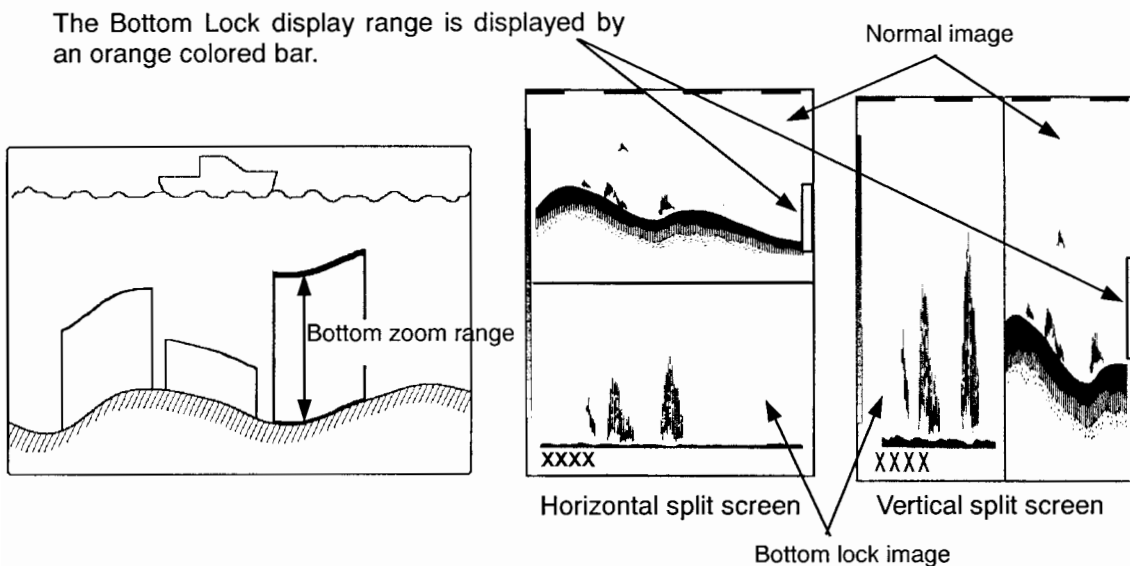 The Bottom Lock display range is displayed by
an orange colored bar.
Normal image
Bottom zoom range
XXXX
XXXX
Horizontal split screen
Vertical split screen
Bottom lock image